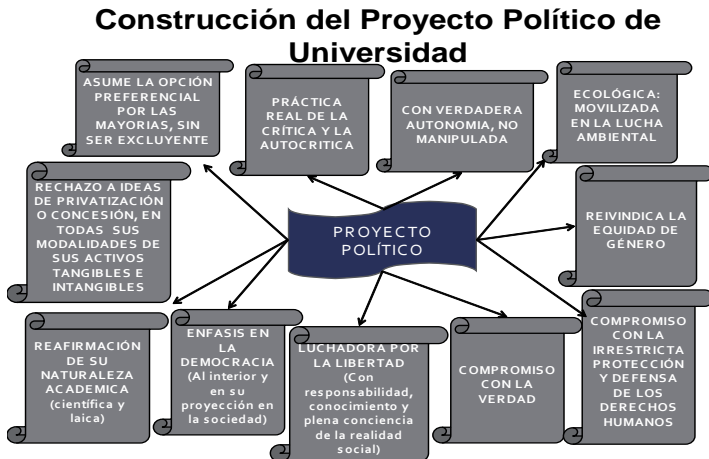 Construcción del Proyecto Político de
Universidad
ASUME LA OPCIÓN
PREFERENCIAL
POR LAS
MAYORIAS, SIN
SER EXCLUYENTE
PRÁCTICA
REAL DE LA
CRÍTICA Y LA
AUTOCRITICA
CON VERDADERA
AUTONOMIA, NO
MANIPULADA
ECOLÓGICA:
MOVILIZADA
EN LA LUCHA
AMBIENTAL
RECHAZO A IDEAS
DE PRIVATIZACIÓN
O CONCESIÓN, EN
TODAS SUS
MODALIDADES DE
SUS ACTIVOS
TANGIBLES E
INTANGIBLES
PROYECTO
POLÍTICO
REIVINDICA LA
EQUIDAD DE
GÉNERO
REAFIRMACIÓN
DE SU
NATURALEZA
ACADEMICA
(científica y
laica)
ENFASIS EN
LA
DEMOCRACIA
(Al interior y
en su
proyección en
la sociedad)
LUCHADORA POR
LA LIBERTAD
(Con
responsabilidad,
conocimiento y
plena conciencia
de la realidad
social)
COMPROMISO
CON LA
VERDAD
COMPROMISO
CON LA
IRRESTRICTA
PROTECCIÓN Y
DEFENSA
DE LOS
DERECHOS
HUMANOS